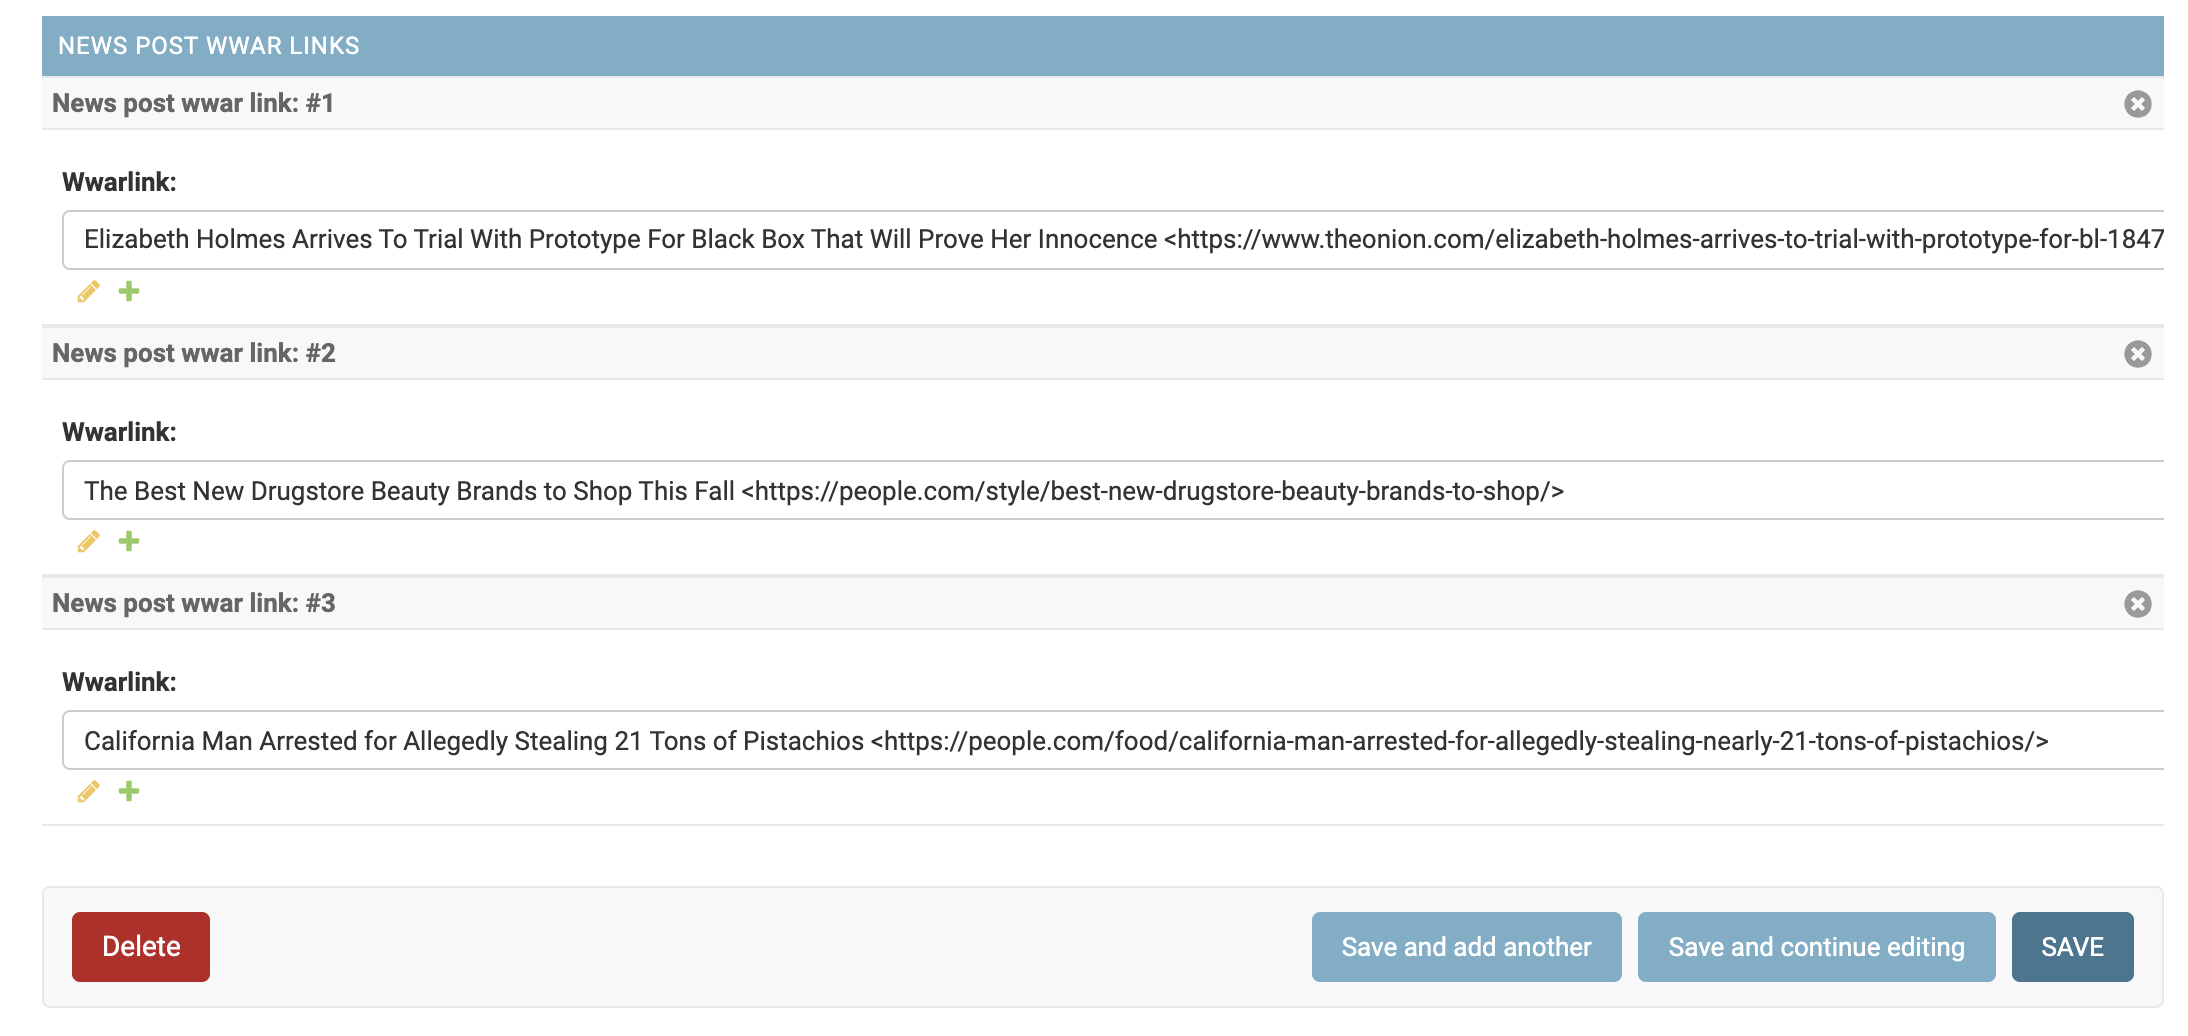 NEWS POST WWAR LINKS
News post wwar link: #1
Wwarlink:
Elizabeth Holmes Arrives To Trial With Prototype For Black Box That Will Prove Her Innocence <https://www.theonion.com/elizabeth-holmes-arrives-to-trial-with-prototype-for-bl-1847
News post wwar link: #2
Wwarlink:
The Best New Drugstore Beauty Brands to Shop This Fall <https://people.com/style/best-new-drugstore-beauty-brands-to-shop/>
News post wwar link: #3
Wwarlink:
California Man Arrested for Allegedly Stealing 21 Tons of Pistachios <https://people.com/food/california-man-arrested-for-allegedly-stealing-nearly-21-tons-of-pistachios/>
Delete
Save and add another
Save and continue editing
SAVE